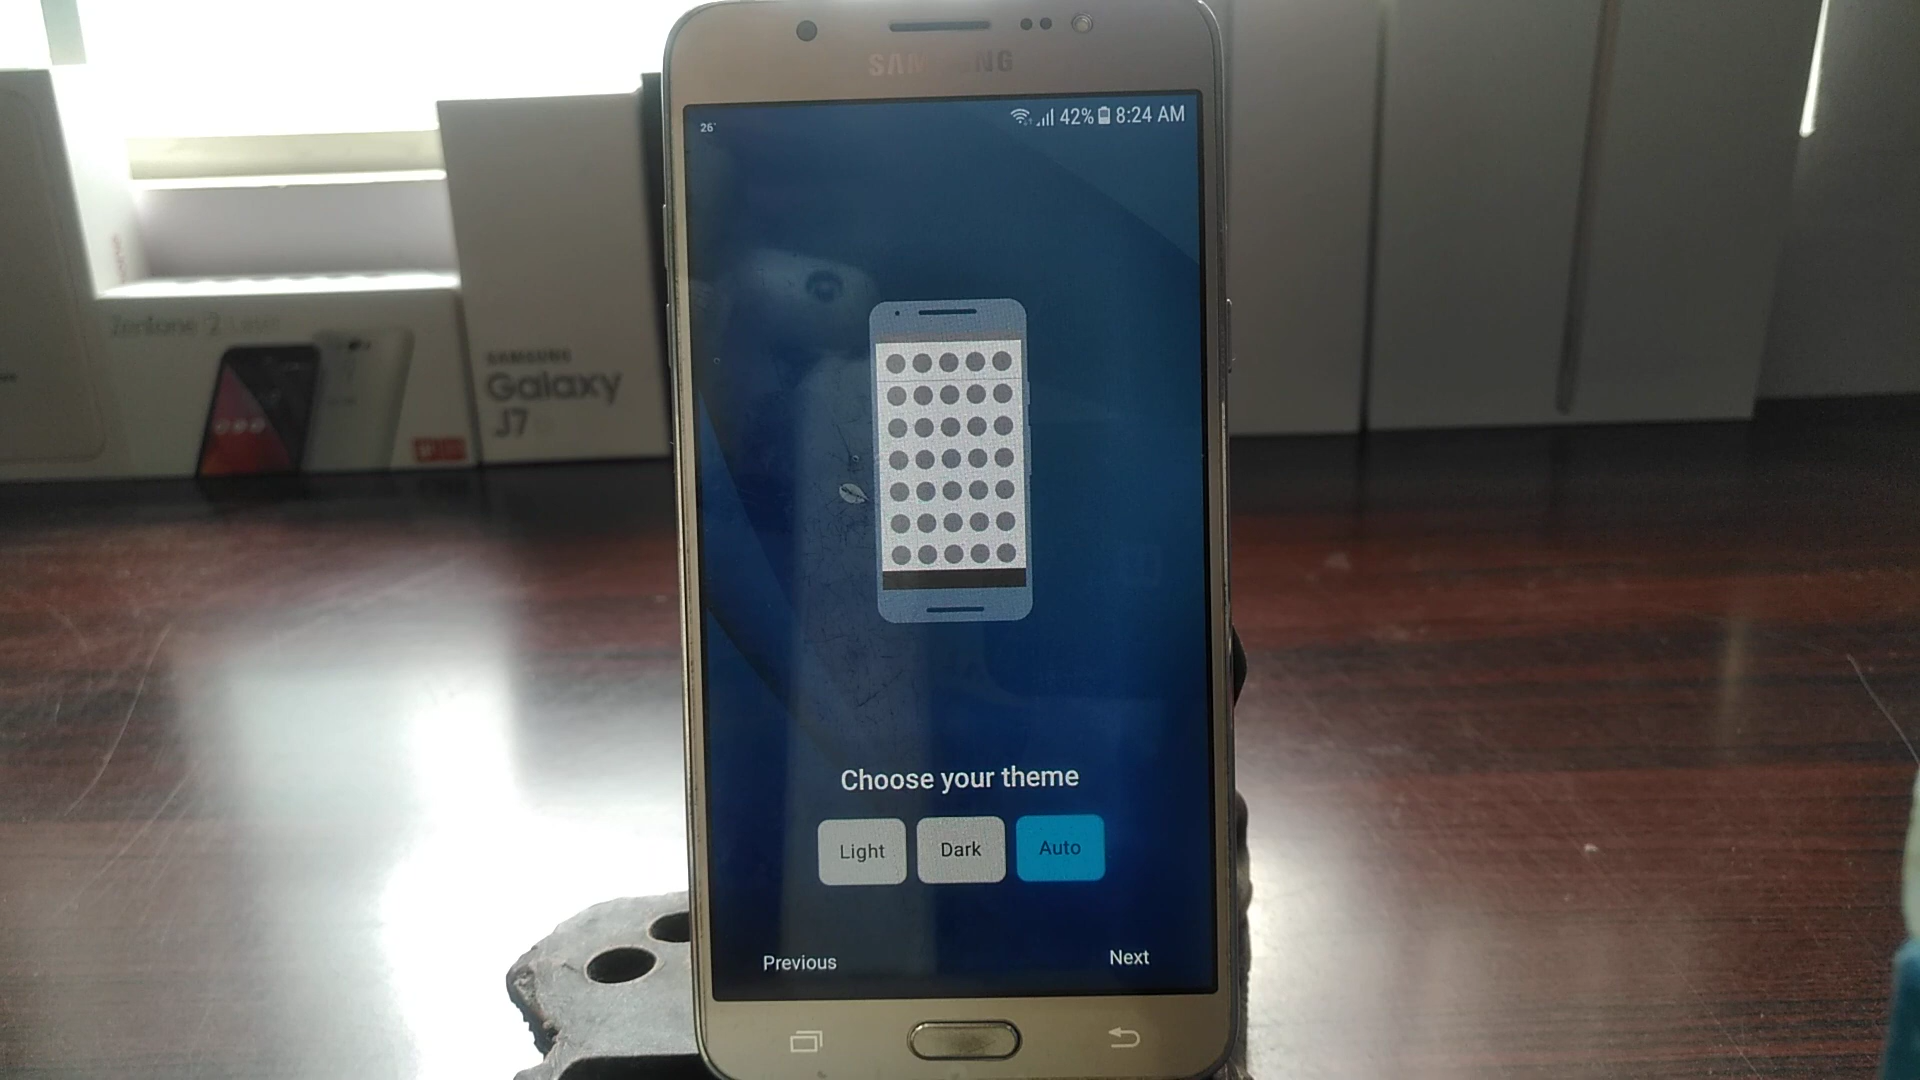 SAMSUNG
26°
42% 8:24 AM
Zenfone 2 Laser
SAMSUNG
Galaxy
J7
Choose your theme
Light
Dark
Auto
Previous
Next